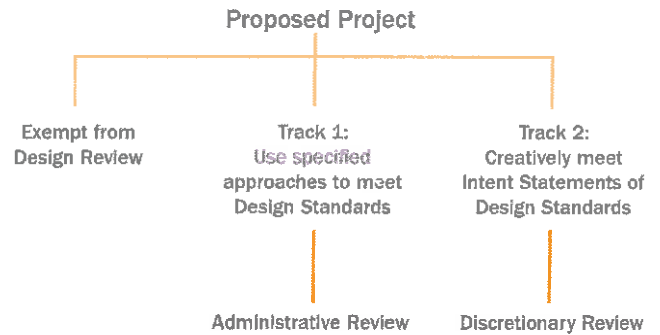 Proposed Project
Exempt from
Design Review
Track 1:
Use specified
approaches to meet
Design Standards
Track 2:
Creatively meet
Intent Statements of
Design Standards
Administrative Review
Discretionary Review